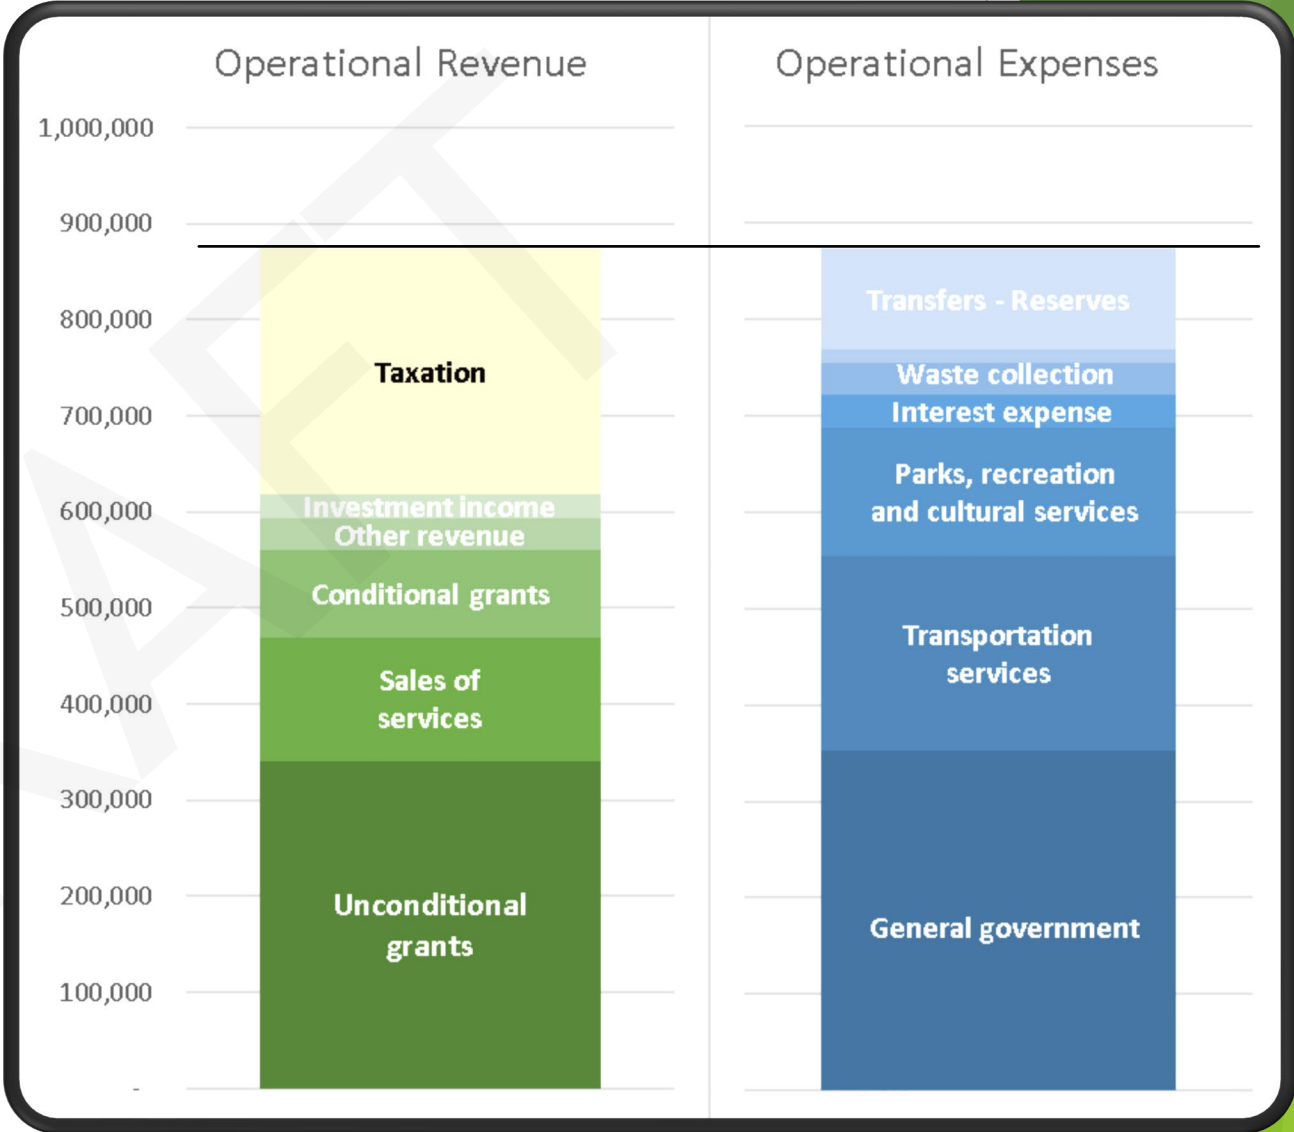 Operational Revenue
Operational Expenses
1,000,000
900,000
800,000
700,000
600,000
500,000
400,000
300,000
200,000
100,000
-
Taxation
Investment income
Other revenue
Conditional grants
Sales of
services
Unconditional
grants
Transfers - Reserves
Waste collection
Interest expense
Parks, recreation
and cultural services
Transportation
services
General government